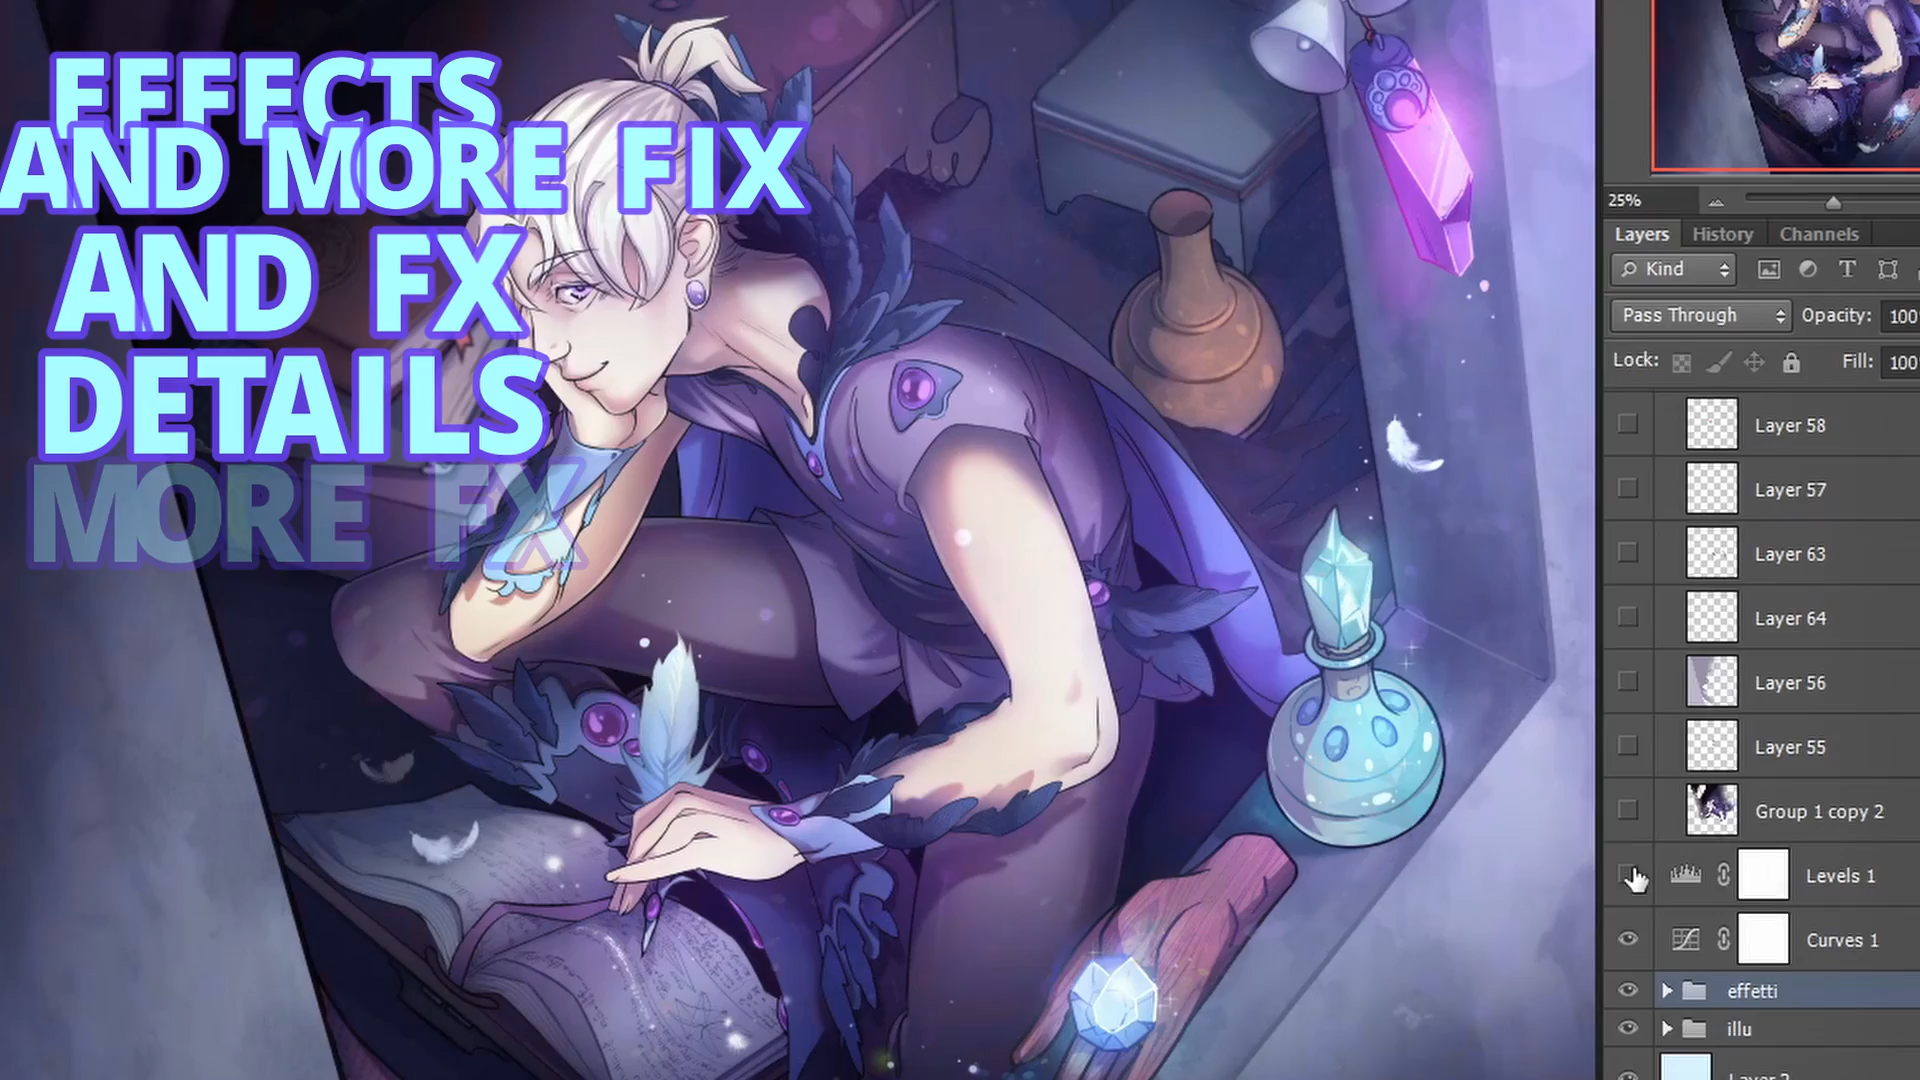 EFFECTS
AND MORE FIX
AND FX
DETAILS
MORE FX
25%
Layers History Channels
Kind
Pass Through Opacity: 100
Lock: Fill: 100
Layer 58
Layer 57
Layer 63
Layer 64
Layer 56
Layer 55
Group 1 copy 2
Levels 1
Curves 1
effetti
illu